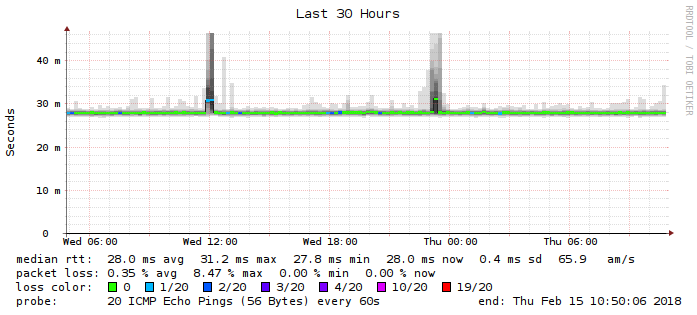 Last 30 Hours
RRDTOOL / TOBI OETIKER
Seconds
40 m
30 m
20 m
10 m
0
Wed 06:00 Wed 12:00 Wed 18:00 Thu 00:00 Thu 06:00
median rtt: 28.0 ms avg 31.2 ms max 27.8 ms min 28.0 ms now 0.4 ms sd 65.9 am/s
packet loss: 0.35 % avg 8.47 % max 0.00 % min 0.00 % now
loss color: 0 1/20 2/20 3/20 4/20 10/20 19/20
probe: 20 ICMP Echo Pings (56 Bytes) every 60s end: Thu Feb 15 10:50:06 2018